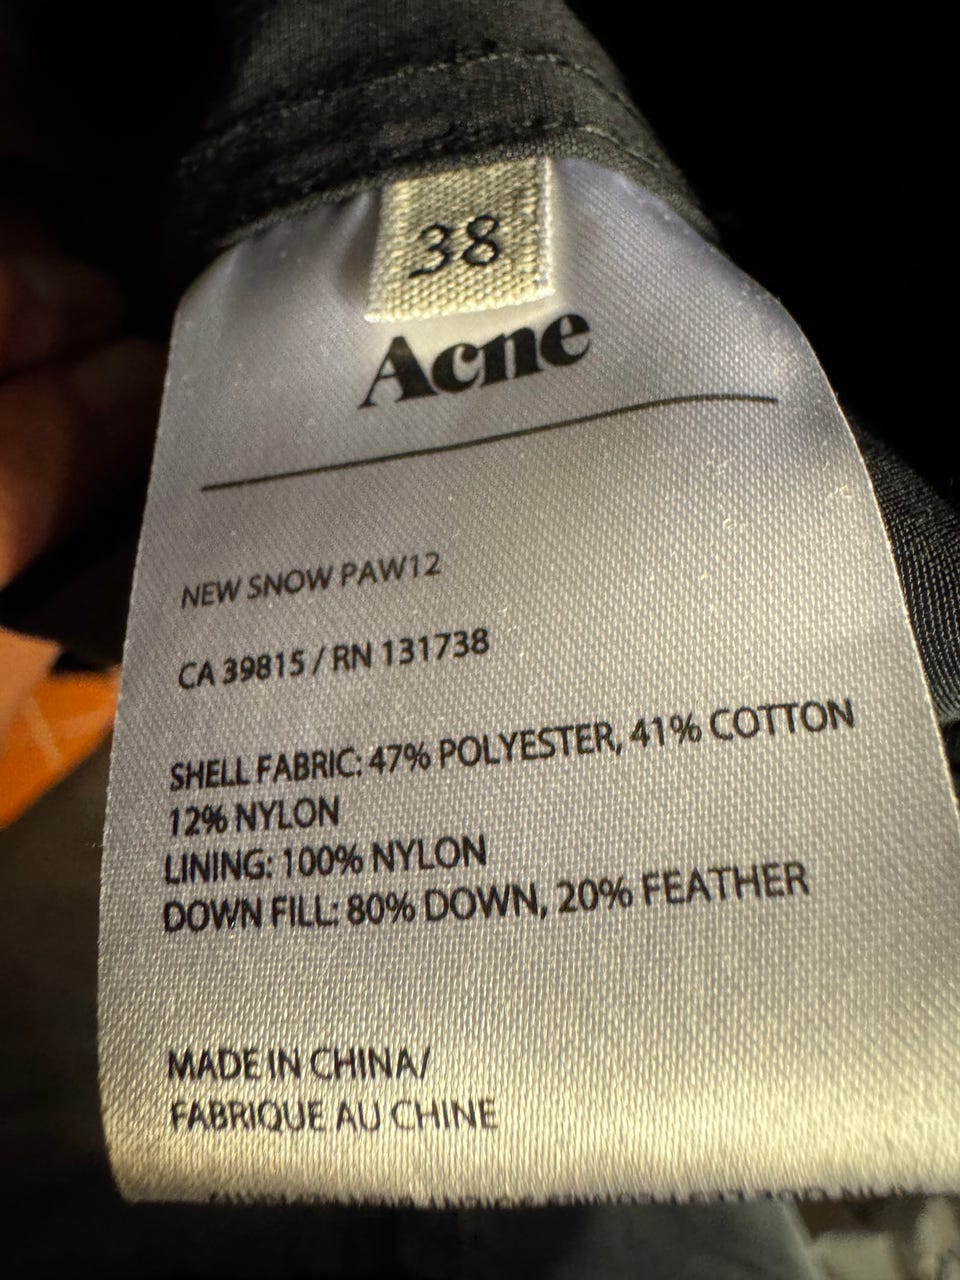 38
Acne
NEW SNOW PAW12
CA 39815 / RN 131738
SHELL FABRIC: 47% POLYESTER, 41% COTTON
12% NYLON
LINING: 100% NYLON
DOWN FILL: 80% DOWN, 20% FEATHER
MADE IN CHINA/
FABRIQUE AU CHINE